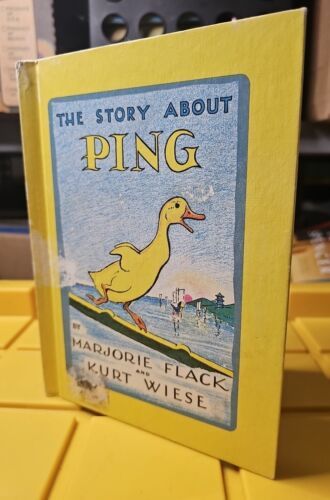 THE STORY ABOUT
PING
BY
MARJORIE FLACK
AND
KURT WIESE